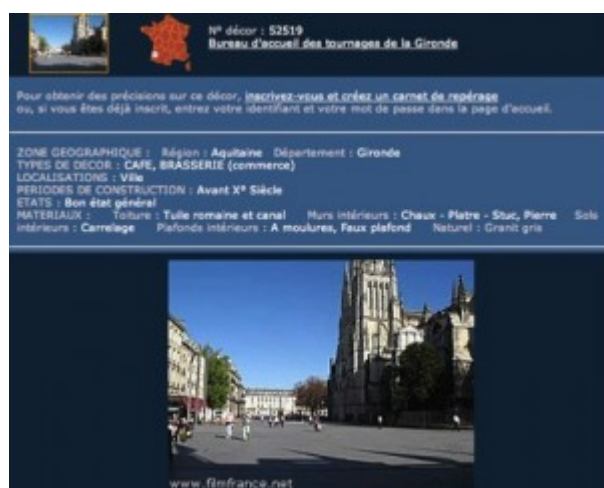 N° décor : 52519
Bureau d'accueil des tournages de la Gironde
Pour obtenir des précisions sur ce décor, inscrivez-vous et créez un carnet de repérage
ou, si vous êtes déjà inscrit, entrez votre identifiant et votre mot de passe dans la page d'accueil.
ZONE GEOGRAPHIQUE : Région : Aquitaine Département : Gironde
TYPES DE DECOR : CAFE, BRASSERIE (commerce)
LOCALISATIONS : Ville
PERIODES DE CONSTRUCTION : Avant X° Siècle
ETATS : Bon état général
MATERIAUX : Toiture : Tuile romaine et canal Murs intérieurs : Chaux - Platre - Stuc, Pierre Sols
intérieurs : Carrelage Plafonds intérieurs : A moulures, Faux plafond Naturel : Granit gris
www.filmfrance.net